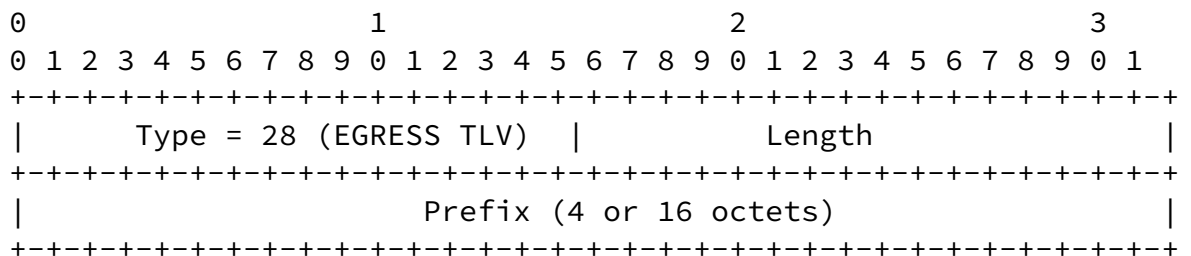 0                   1                   2                   3
0 1 2 3 4 5 6 7 8 9 0 1 2 3 4 5 6 7 8 9 0 1 2 3 4 5 6 7 8 9 0 1
+-+-+-+-+-+-+-+-+-+-+-+-+-+-+-+-+-+-+-+-+-+-+-+-+-+-+-+-+-+-+-+-+
|      Type = 28 (EGRESS TLV)  |          Length                |
+-+-+-+-+-+-+-+-+-+-+-+-+-+-+-+-+-+-+-+-+-+-+-+-+-+-+-+-+-+-+-+-+
|                      Prefix (4 or 16 octets)                  |
+-+-+-+-+-+-+-+-+-+-+-+-+-+-+-+-+-+-+-+-+-+-+-+-+-+-+-+-+-+-+-+-+